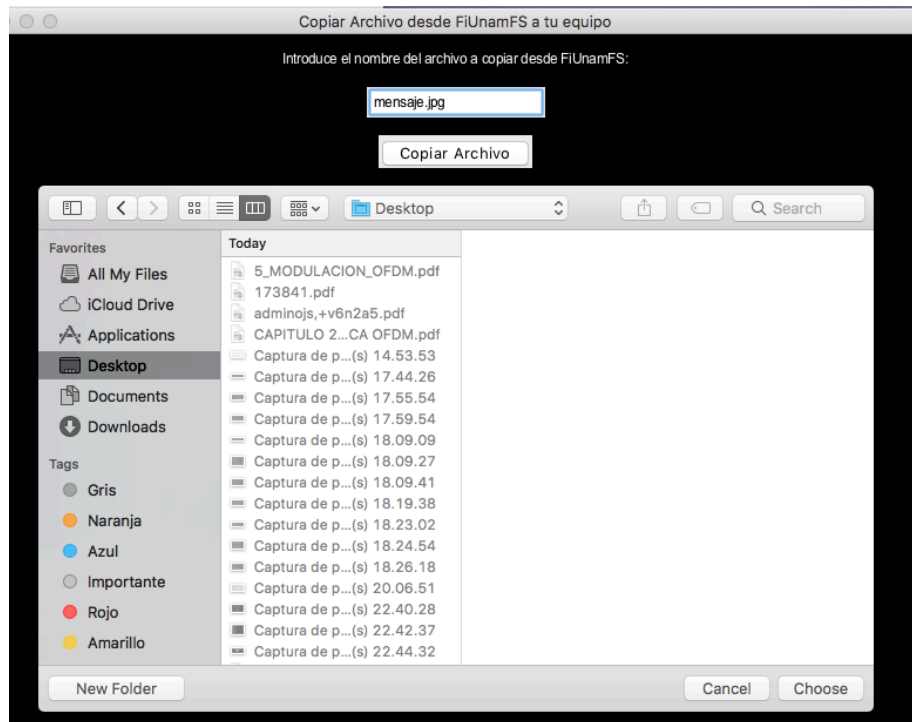 Copiar Archivo desde FiUnamFS a tu equipo
Introduce el nombre del archivo a copiar desde FiUnamFS:
mensaje.jpg
Copiar Archivo
Desktop
Search
Favorites
All My Files
iCloud Drive
Applications
Desktop
Documents
Downloads
Tags
Gris
Naranja
Azul
Importante
Rojo
Amarillo
Today
5_MODULACION_OFDM.pdf
173841.pdf
adminojs,+v6n2a5.pdf
CAPITULO 2...CA OFDM.pdf
Captura de p...(s) 14.53.53
Captura de p...(s) 17.44.26
Captura de p...(s) 17.55.54
Captura de p...(s) 17.59.54
Captura de p...(s) 18.09.09
Captura de p...(s) 18.09.27
Captura de p...(s) 18.09.41
Captura de p...(s) 18.19.38
Captura de p...(s) 18.23.02
Captura de p...(s) 18.24.54
Captura de p...(s) 18.26.18
Captura de p...(s) 20.06.51
Captura de p...(s) 22.40.28
Captura de p...(s) 22.42.37
Captura de p...(s) 22.44.32
New Folder
Cancel
Choose